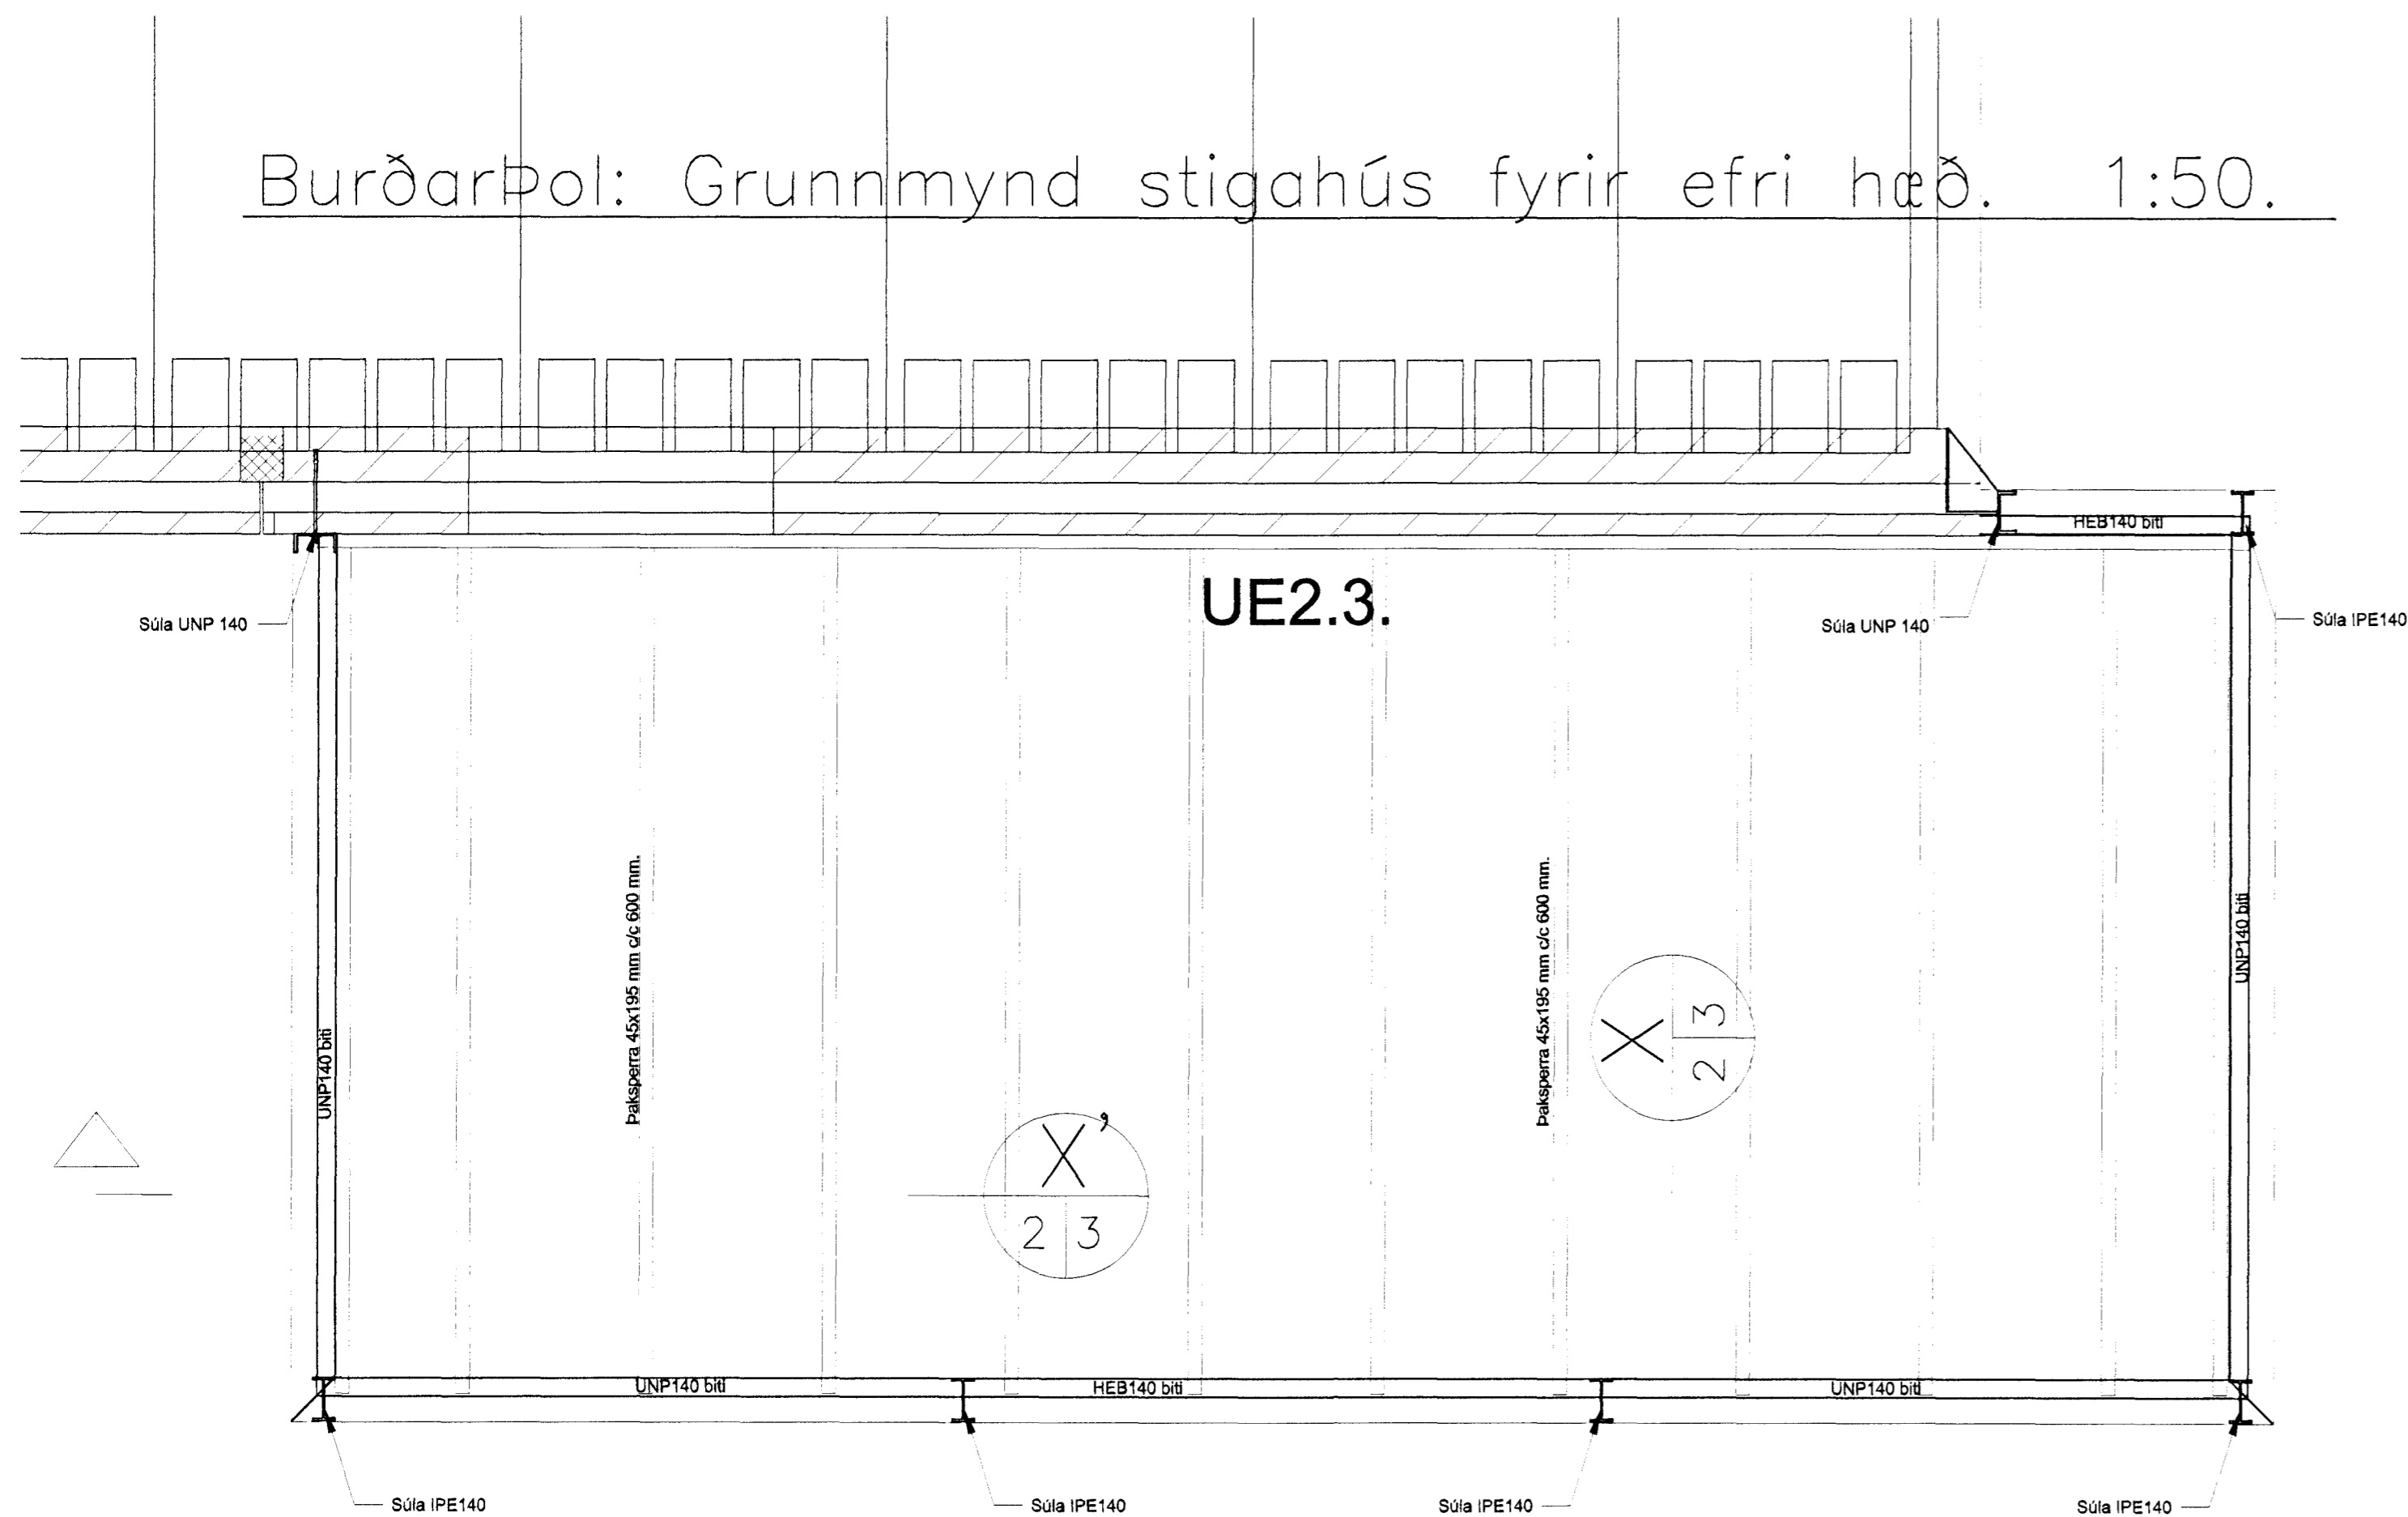 Burðarþol: Grunnmynd stigahús fyrir efri hæð. 1:50.
HEB140 biti
UE2.3.
Súla UNP 140
Súla UNP 140
Súla IPE140
Þaksperra 45x195 mm c/c 600 mm.
Þaksperra 45x195 mm c/c 600 mm.
UNP140 biti
UNP140 biti
X
2 3
X'
2 3
UNP140 biti
HEB140 biti
UNP140 biti
Súla IPE140
Súla IPE140
Súla IPE140
Súla IPE140